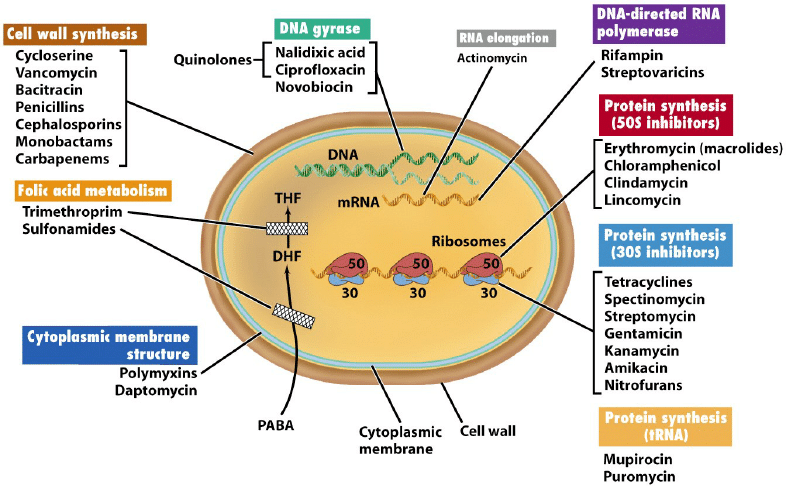 Cell wall synthesis
Cycloserine
Vancomycin
Bacitracin
Penicillins
Cephalosporins
Monobactams
Carbapenems
Folic acid metabolism
Trimethroprim
Sulfonamides
Cytoplasmic membrane
structure
Polymyxins
Daptomycin
DNA gyrase
Quinolones
Nalidixic acid
Ciprofloxacin
Novobiocin
RNA elongation
Actinomycin
DNA-directed RNA
polymerase
Rifampin
Streptovaricins
Protein synthesis
(50S inhibitors)
Erythromycin (macrolides)
Chloramphenicol
Clindamycin
Lincomycin
Protein synthesis
(30S inhibitors)
Tetracyclines
Spectinomycin
Streptomycin
Gentamicin
Kanamycin
Amikacin
Nitrofurans
Protein synthesis
(tRNA)
Mupirocin
Puromycin
DNA
THF
mRNA
DHF
Ribosomes
50
50
50
30
30
30
PABA
Cytoplasmic
membrane
Cell wall